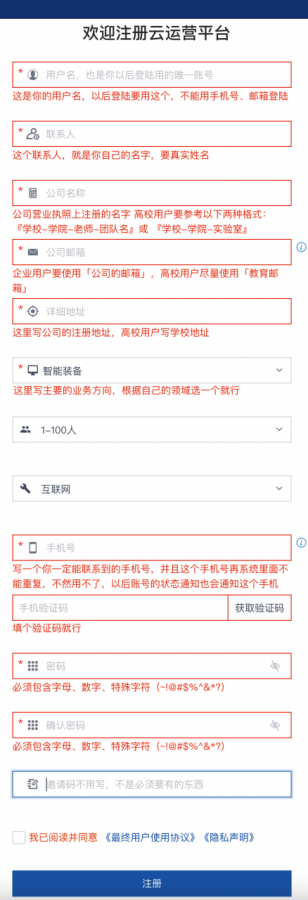 欢迎注册云运营平台
* 用户名，也是你以后登陆用的唯一账号
这是你的用户名，以后登陆要用这个，不能用手机号、邮箱登陆
* 联系人
这个联系人，就是你自己的名字，要真实姓名
* 公司名称
公司营业执照上注册的名字 高校用户要参考以下两种格式：
『学校-学院-老师-团队名』或 『学校-学院-实验室』
* 公司邮箱
企业用户要使用「公司的邮箱」，高校用户尽量使用「教育邮
箱」
* 详细地址
这里写公司的注册地址，高校用户写学校地址
* 智能装备
这里写主要的业务方向，根据自己的领域选一个就行
1-100人
互联网
* 手机号
写一个你一定能联系到的手机号，并且这个手机号再系统里面不
能重复，不然用不了，以后账号的状态通知也会通知这个手机
手机验证码 获取验证码
填个验证码就行
* 密码
必须包含字母、数字、特殊字符（~!@#$%^&*?）
* 确认密码
必须包含字母、数字、特殊字符（~!@#$%^&*?）
邀请码不用写，不是必须要有的东西
我已阅读并同意 《最终用户使用协议》《隐私声明》
注册